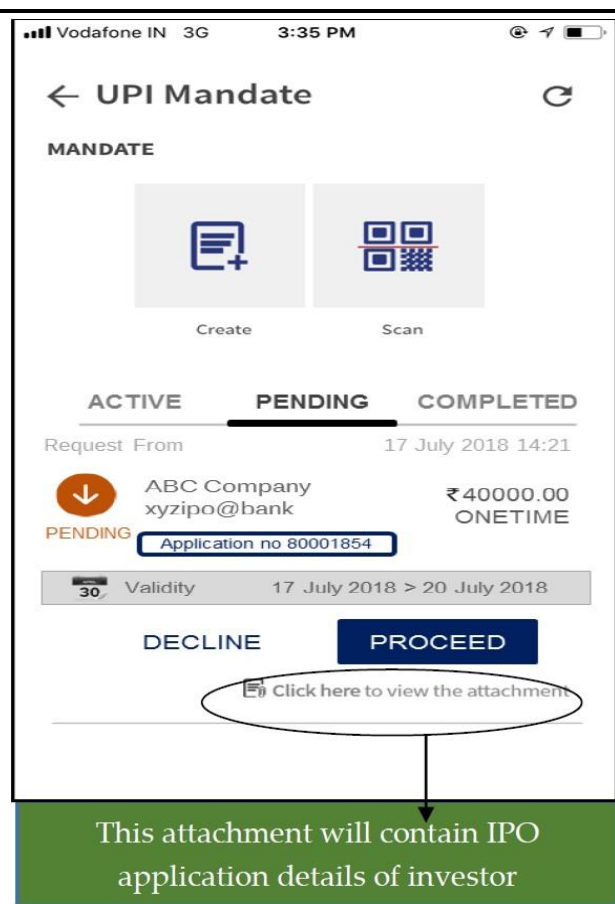 Vodafone IN 3G 3:35 PM
← UPI Mandate
MANDATE
Create Scan
ACTIVE PENDING COMPLETED
Request From 17 July 2018 14:21
ABC Company ₹40000.00
xyzipo@bank ONETIME
PENDING
Application no 80001854
30 Validity 17 July 2018 > 20 July 2018
DECLINE PROCEED
Click here to view the attachment
This attachment will contain IPO
application details of investor